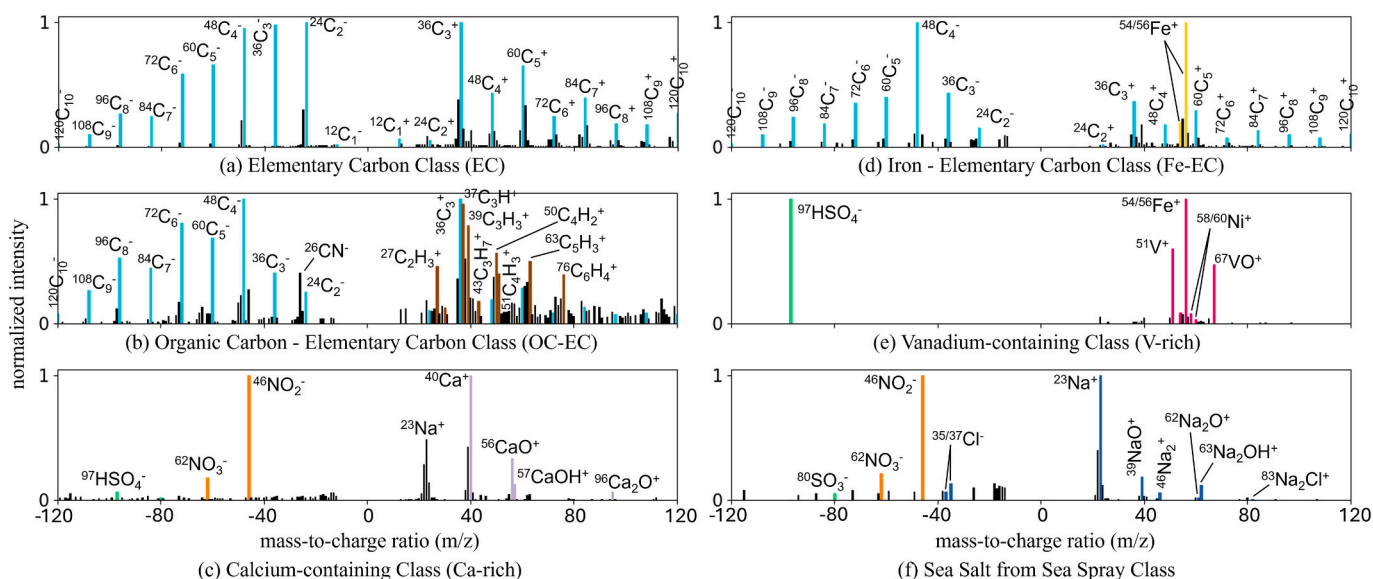 normalized intensity
1
0
120C10-
108C9-
96C8-
84C7-
72C6-
60C5-
48C4-
36C3-
24C2-
12C1-
12C1+
24C2+
36C3+
48C4+
60C5+
72C6+
84C7+
96C8+
108C9+
120C10+
(a) Elementary Carbon Class (EC)
1
0
120C10-
108C9-
96C8-
84C7-
72C6-
60C5-
48C4-
36C3-
26CN-
24C2-
27C2H3+
36C3+
37C3H+
39C3H3+
43C3H7+
50C4H2+
51C4H3+
63C5H3+
76C6H4+
(b) Organic Carbon - Elementary Carbon Class (OC-EC)
1
0
97HSO4-
62NO3-
46NO2-
23Na+
40Ca+
56CaO+
57CaOH+
96Ca2O+
-120 -80 -40 0 40 80 120
mass-to-charge ratio (m/z)
(c) Calcium-containing Class (Ca-rich)
1
0
120C10-
108C9-
96C8-
84C7-
72C6-
60C5-
48C4-
36C3-
24C2-
24C2+
36C3+
48C4+
54/56Fe+
60C5+
72C6+
84C7+
96C8+
108C9+
120C10+
(d) Iron - Elementary Carbon Class (Fe-EC)
1
0
97HSO4-
51V+
54/56Fe+
58/60Ni+
67VO+
(e) Vanadium-containing Class (V-rich)
1
0
80SO3-
62NO3-
46NO2-
35/37Cl-
23Na+
39NaO+
46Na2+
62Na2O+
63Na2OH+
83Na2Cl+
-120 -80 -40 0 40 80 120
mass-to-charge ratio (m/z)
(f) Sea Salt from Sea Spray Class